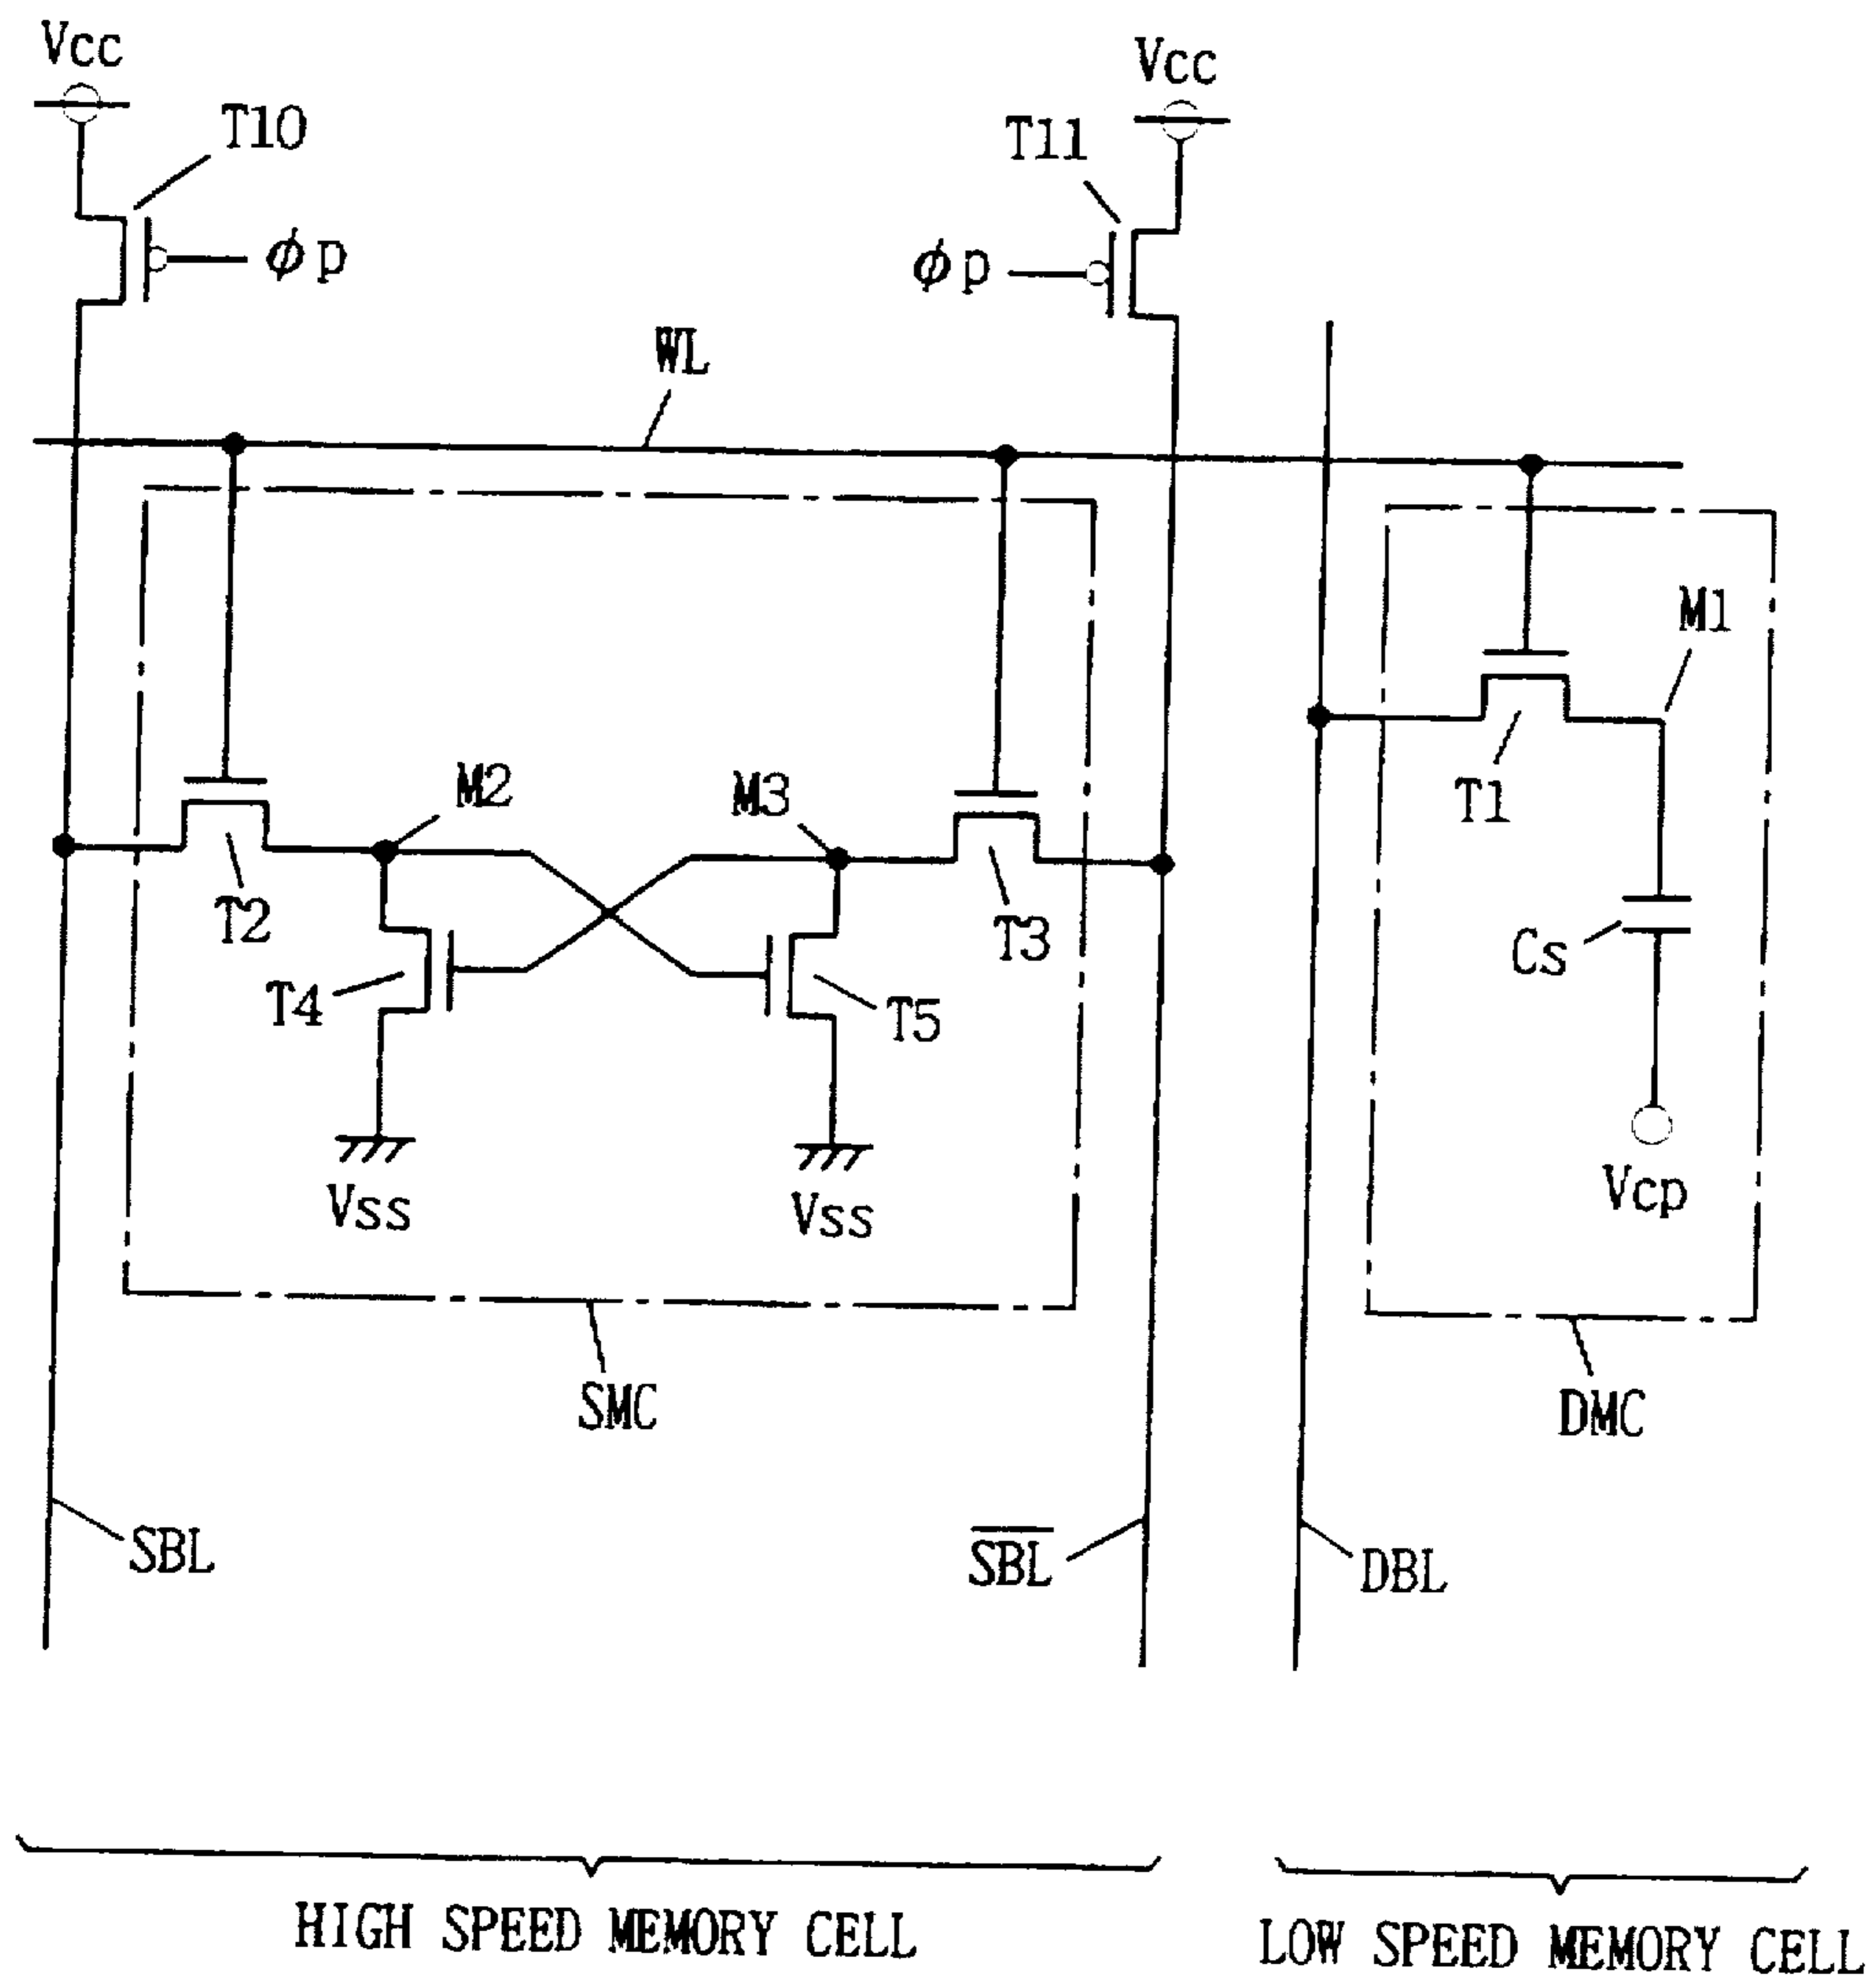 Vcc
Vcc
T10
T11
φp
φp
WL
M1
M2
M3
T1
T2
T3
Cs
T4
T5
Vcp
Vss
Vss
SMC
DMC
SBL
S̅B̅L̅
DBL
HIGH SPEED MEMORY CELL
LOW SPEED MEMORY CELL